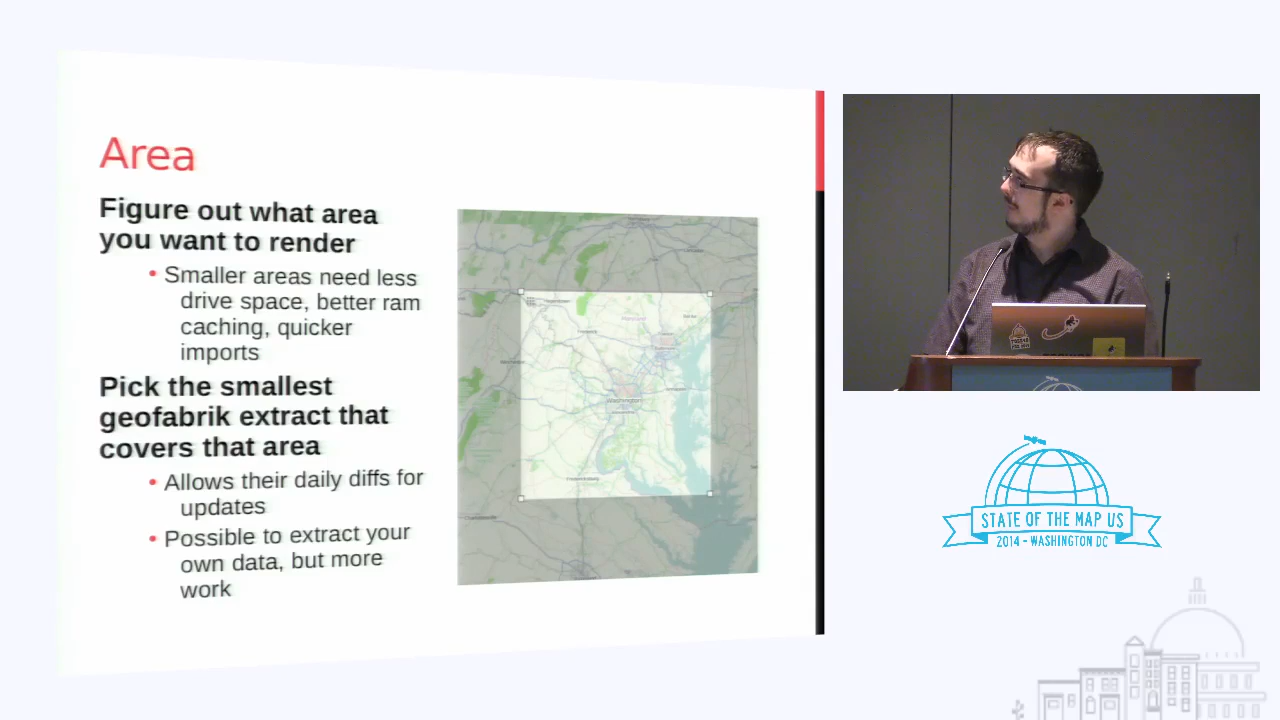 Area
Figure out what area
you want to render
• Smaller areas need less
drive space, better ram
caching, quicker
imports
Pick the smallest
geofabrik extract that
covers that area
• Allows their daily diffs for
updates
• Possible to extract your
own data, but more
work
Washington
STATE OF THE MAP US
2014 - WASHINGTON DC